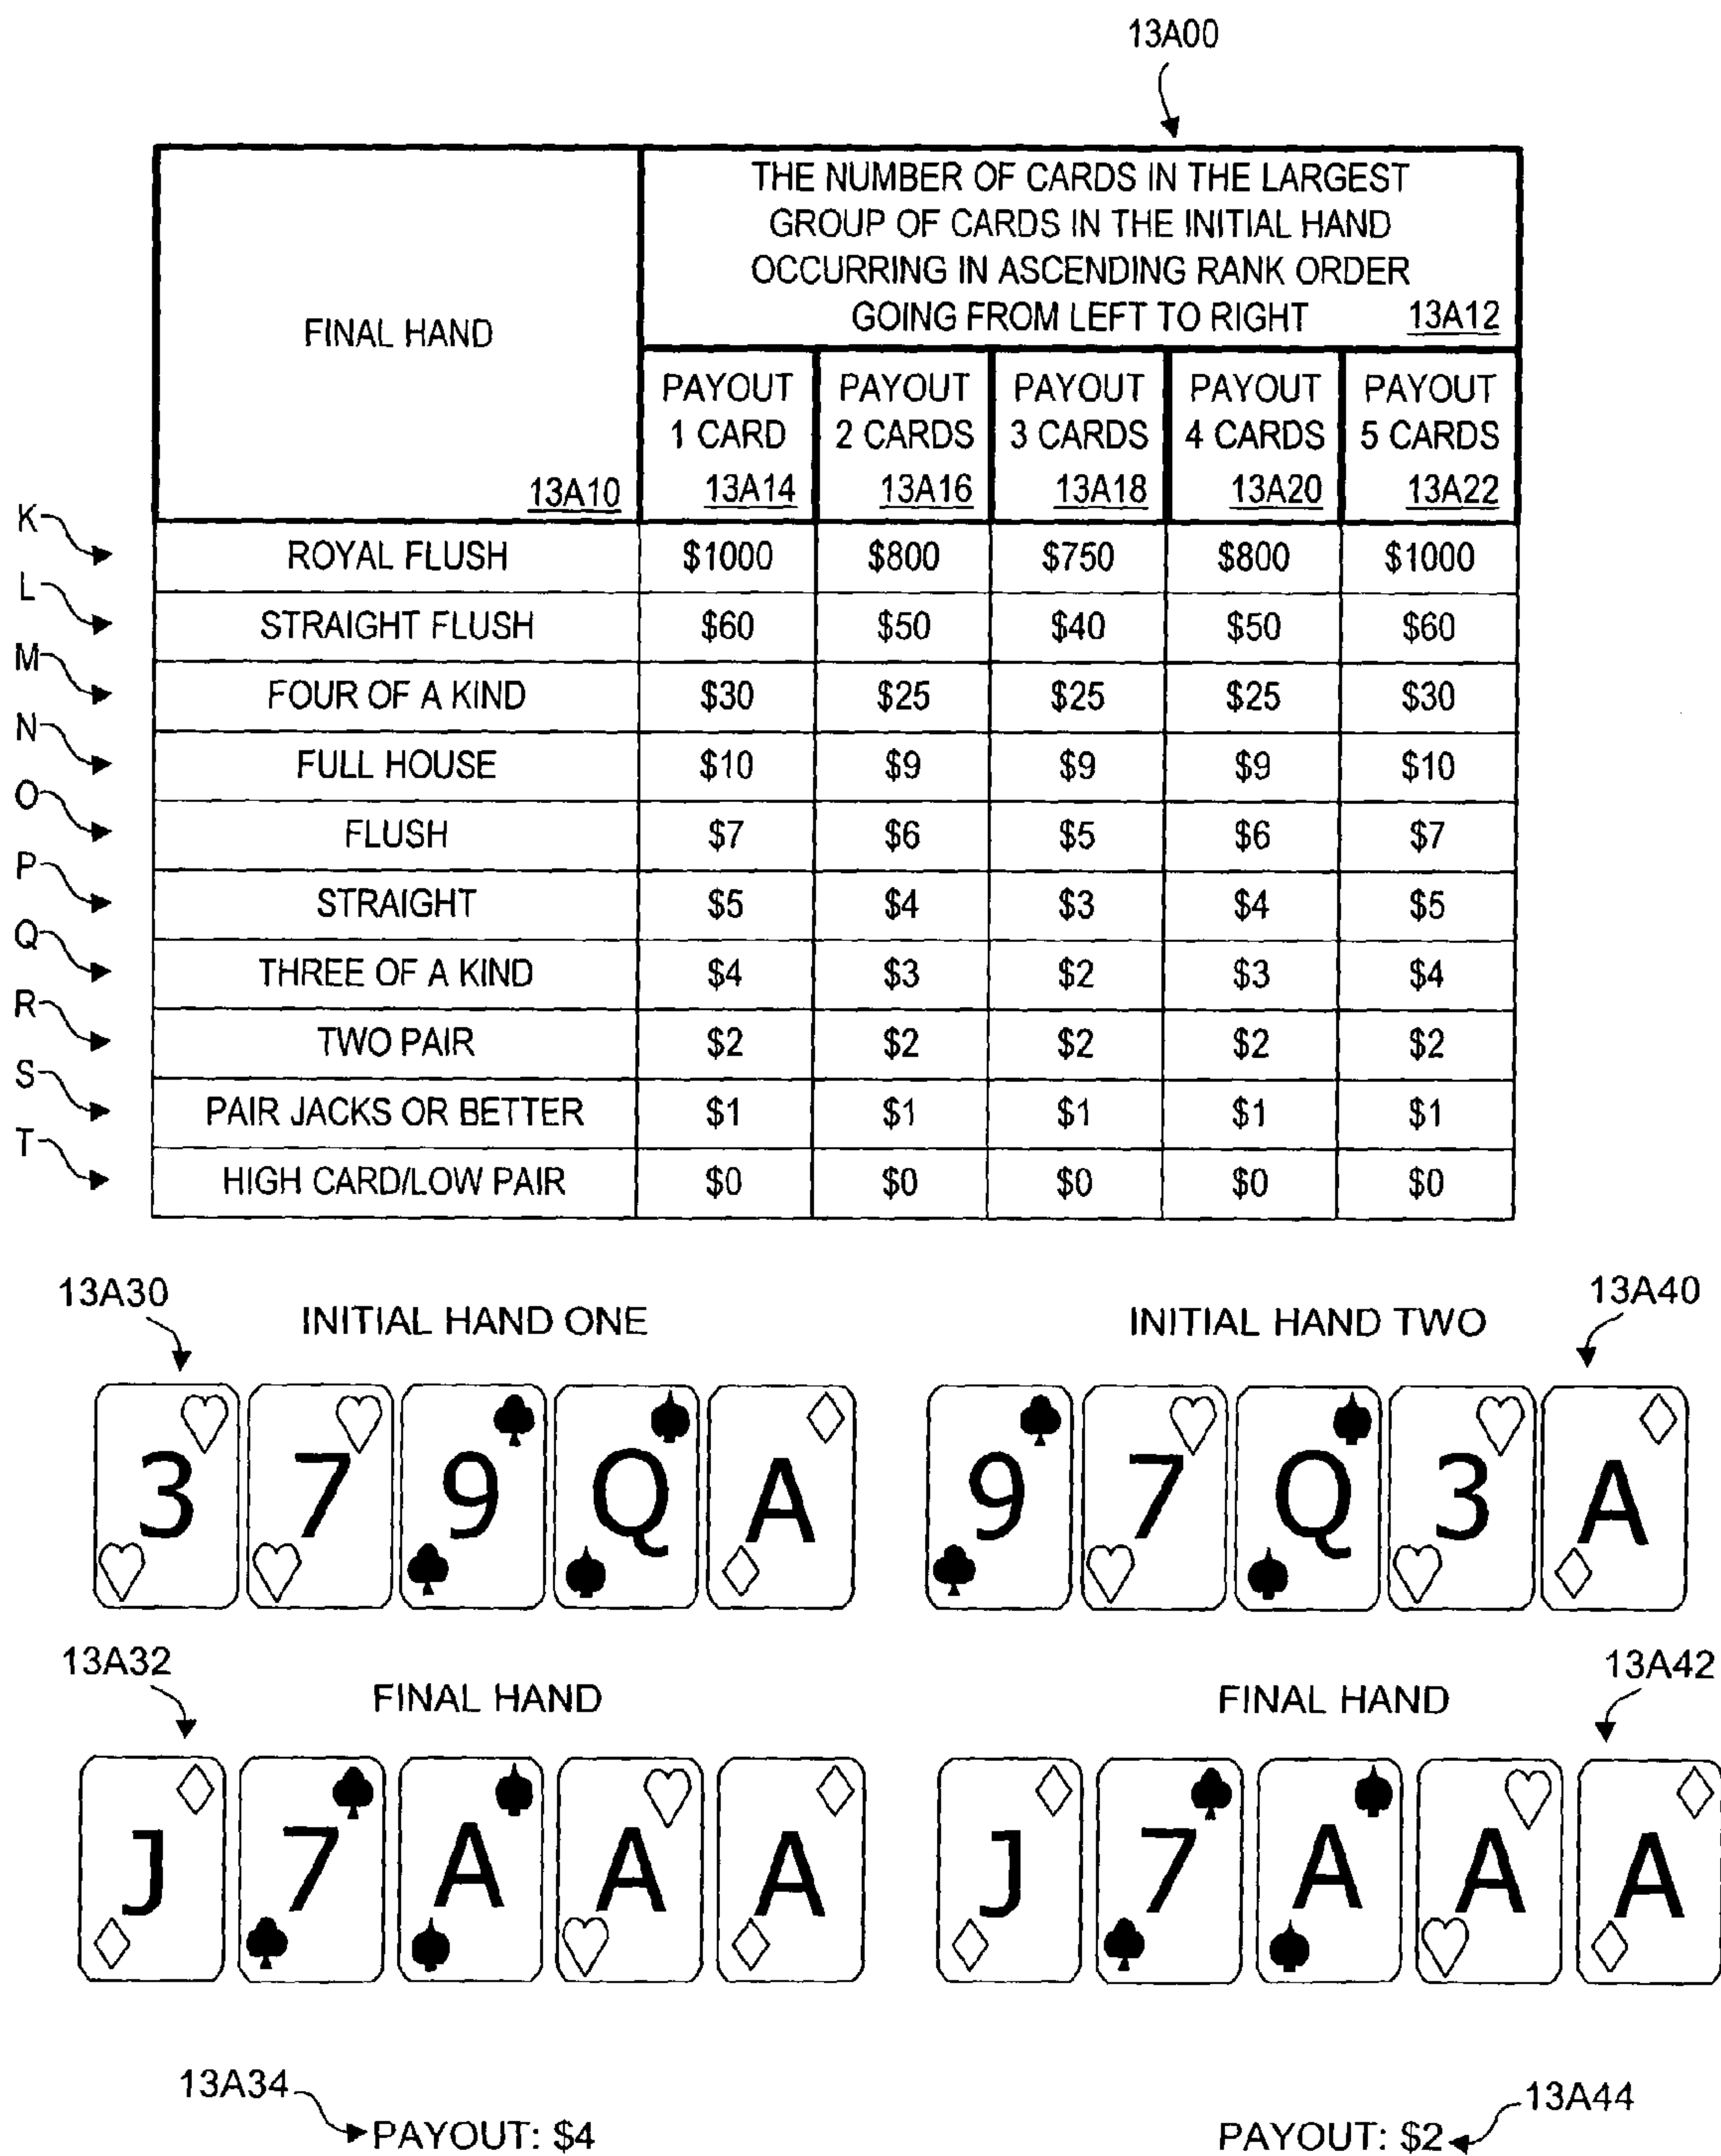 13A00
FINAL HAND
13A10
THE NUMBER OF CARDS IN THE LARGEST
GROUP OF CARDS IN THE INITIAL HAND
OCCURRING IN ASCENDING RANK ORDER
GOING FROM LEFT TO RIGHT 13A12
PAYOUT PAYOUT PAYOUT PAYOUT PAYOUT
1 CARD 2 CARDS 3 CARDS 4 CARDS 5 CARDS
13A14 13A16 13A18 13A20 13A22
K ROYAL FLUSH $1000 $800 $750 $800 $1000
L STRAIGHT FLUSH $60 $50 $40 $50 $60
M FOUR OF A KIND $30 $25 $25 $25 $30
N FULL HOUSE $10 $9 $9 $9 $10
O FLUSH $7 $6 $5 $6 $7
P STRAIGHT $5 $4 $3 $4 $5
Q THREE OF A KIND $4 $3 $2 $3 $4
R TWO PAIR $2 $2 $2 $2 $2
S PAIR JACKS OR BETTER $1 $1 $1 $1 $1
T HIGH CARD/LOW PAIR $0 $0 $0 $0 $0
13A30
INITIAL HAND ONE
3 7 9 Q A
13A40
INITIAL HAND TWO
9 7 Q 3 A
13A32
FINAL HAND
J 7 A A A
13A42
FINAL HAND
J 7 A A A
13A34
PAYOUT: $4
13A44
PAYOUT: $2